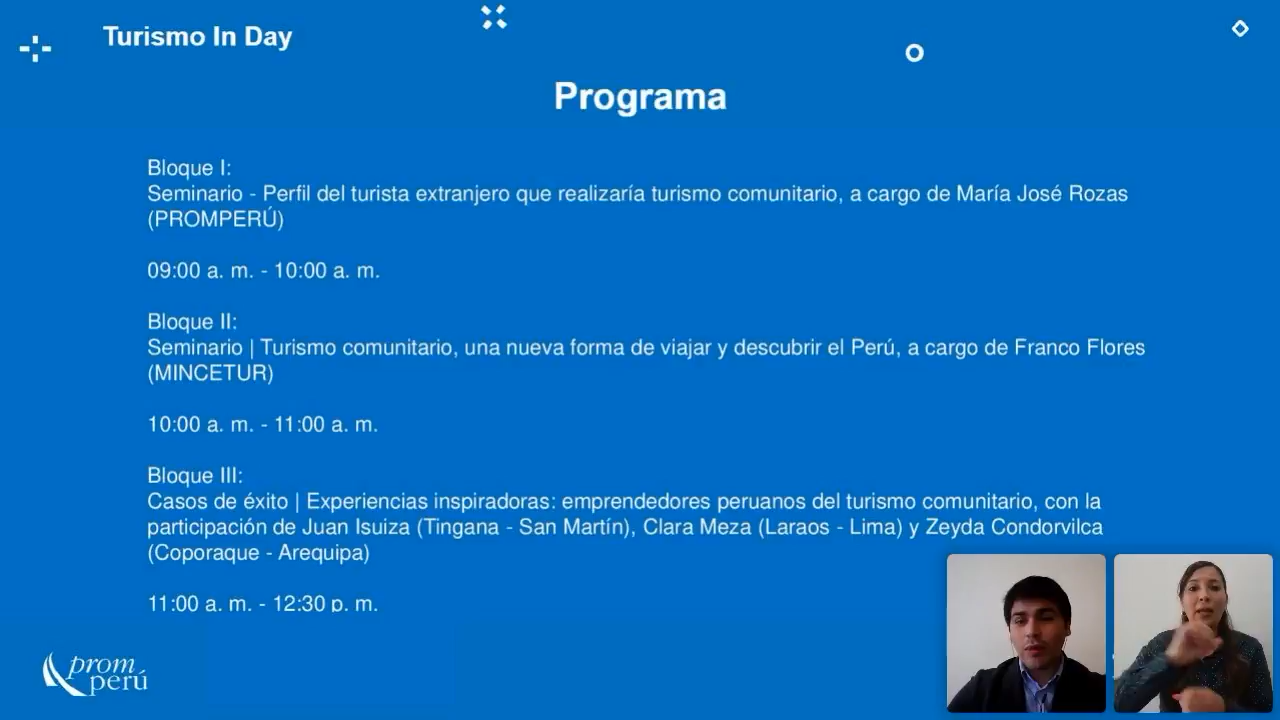 Turismo In Day
Programa
Bloque I:
Seminario - Perfil del turista extranjero que realizaría turismo comunitario, a cargo de María José Rozas
(PROMPERÚ)
09:00 a. m. - 10:00 a. m.
Bloque II:
Seminario | Turismo comunitario, una nueva forma de viajar y descubrir el Perú, a cargo de Franco Flores
(MINCETUR)
10:00 a. m. - 11:00 a. m.
Bloque III:
Casos de éxito | Experiencias inspiradoras: emprendedores peruanos del turismo comunitario, con la
participación de Juan Isuiza (Tingana - San Martín), Clara Meza (Laraos - Lima) y Zeyda Condorvilca
(Coporaque - Arequipa)
11:00 a. m. - 12:30 p. m.
prom
perú